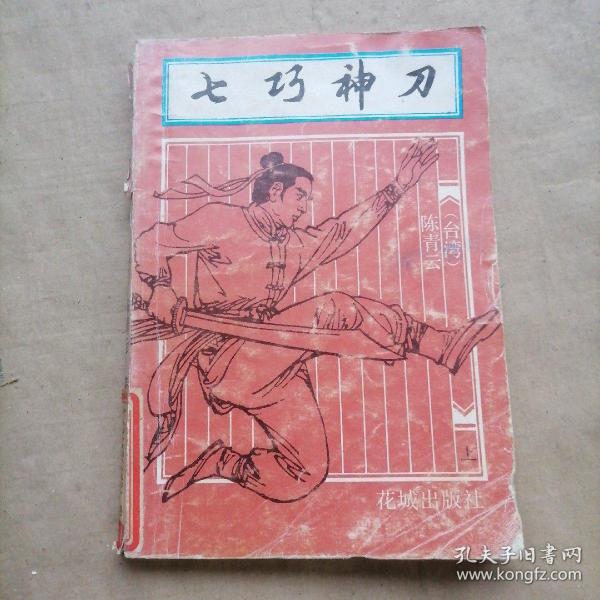 七巧神刀
（台湾）
陈青云
上
花城出版社
孔夫子旧书网
www.kongfz.com